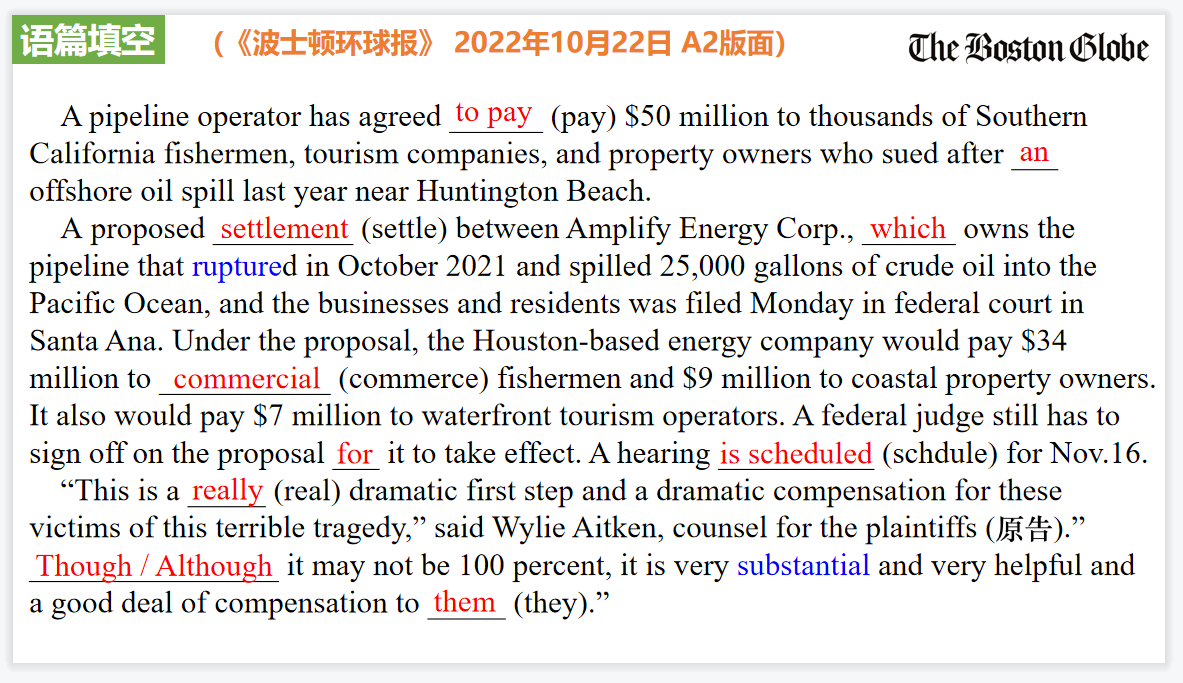 语篇填空 (《波士顿环球报》 2022年10月22日 A2版面) The Boston Globe
A pipeline operator has agreed to pay (pay) $50 million to thousands of Southern
California fishermen, tourism companies, and property owners who sued after an
offshore oil spill last year near Huntington Beach.
A proposed settlement (settle) between Amplify Energy Corp., which owns the
pipeline that ruptured in October 2021 and spilled 25,000 gallons of crude oil into the
Pacific Ocean, and the businesses and residents was filed Monday in federal court in
Santa Ana. Under the proposal, the Houston-based energy company would pay $34
million to commercial (commerce) fishermen and $9 million to coastal property owners.
It also would pay $7 million to waterfront tourism operators. A federal judge still has to
sign off on the proposal for it to take effect. A hearing is scheduled (schdule) for Nov.16.
“This is a really (real) dramatic first step and a dramatic compensation for these
victims of this terrible tragedy,” said Wylie Aitken, counsel for the plaintiffs (原告).”
Though / Although it may not be 100 percent, it is very substantial and very helpful and
a good deal of compensation to them (they).”